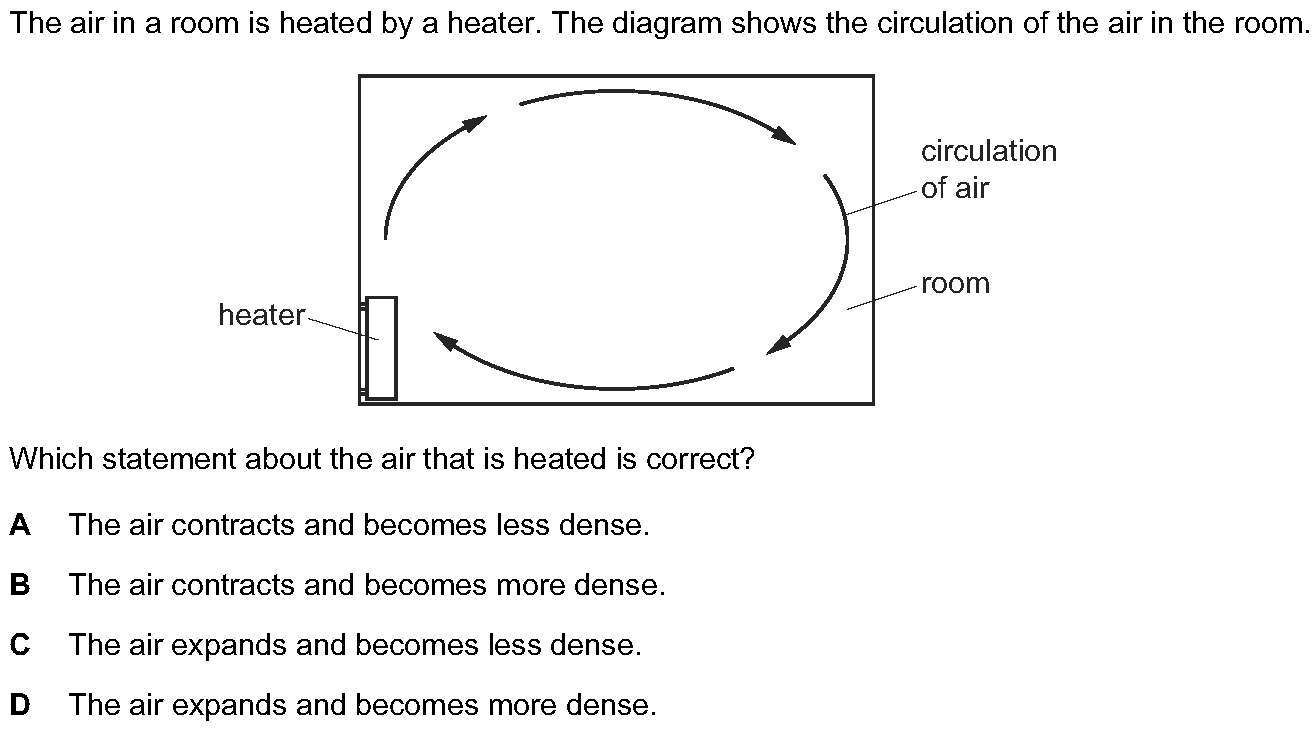 The air in a room is heated by a heater. The diagram shows the circulation of the air in the room.
circulation
of air
room
heater
Which statement about the air that is heated is correct?
A The air contracts and becomes less dense.
B The air contracts and becomes more dense.
C The air expands and becomes less dense.
D The air expands and becomes more dense.